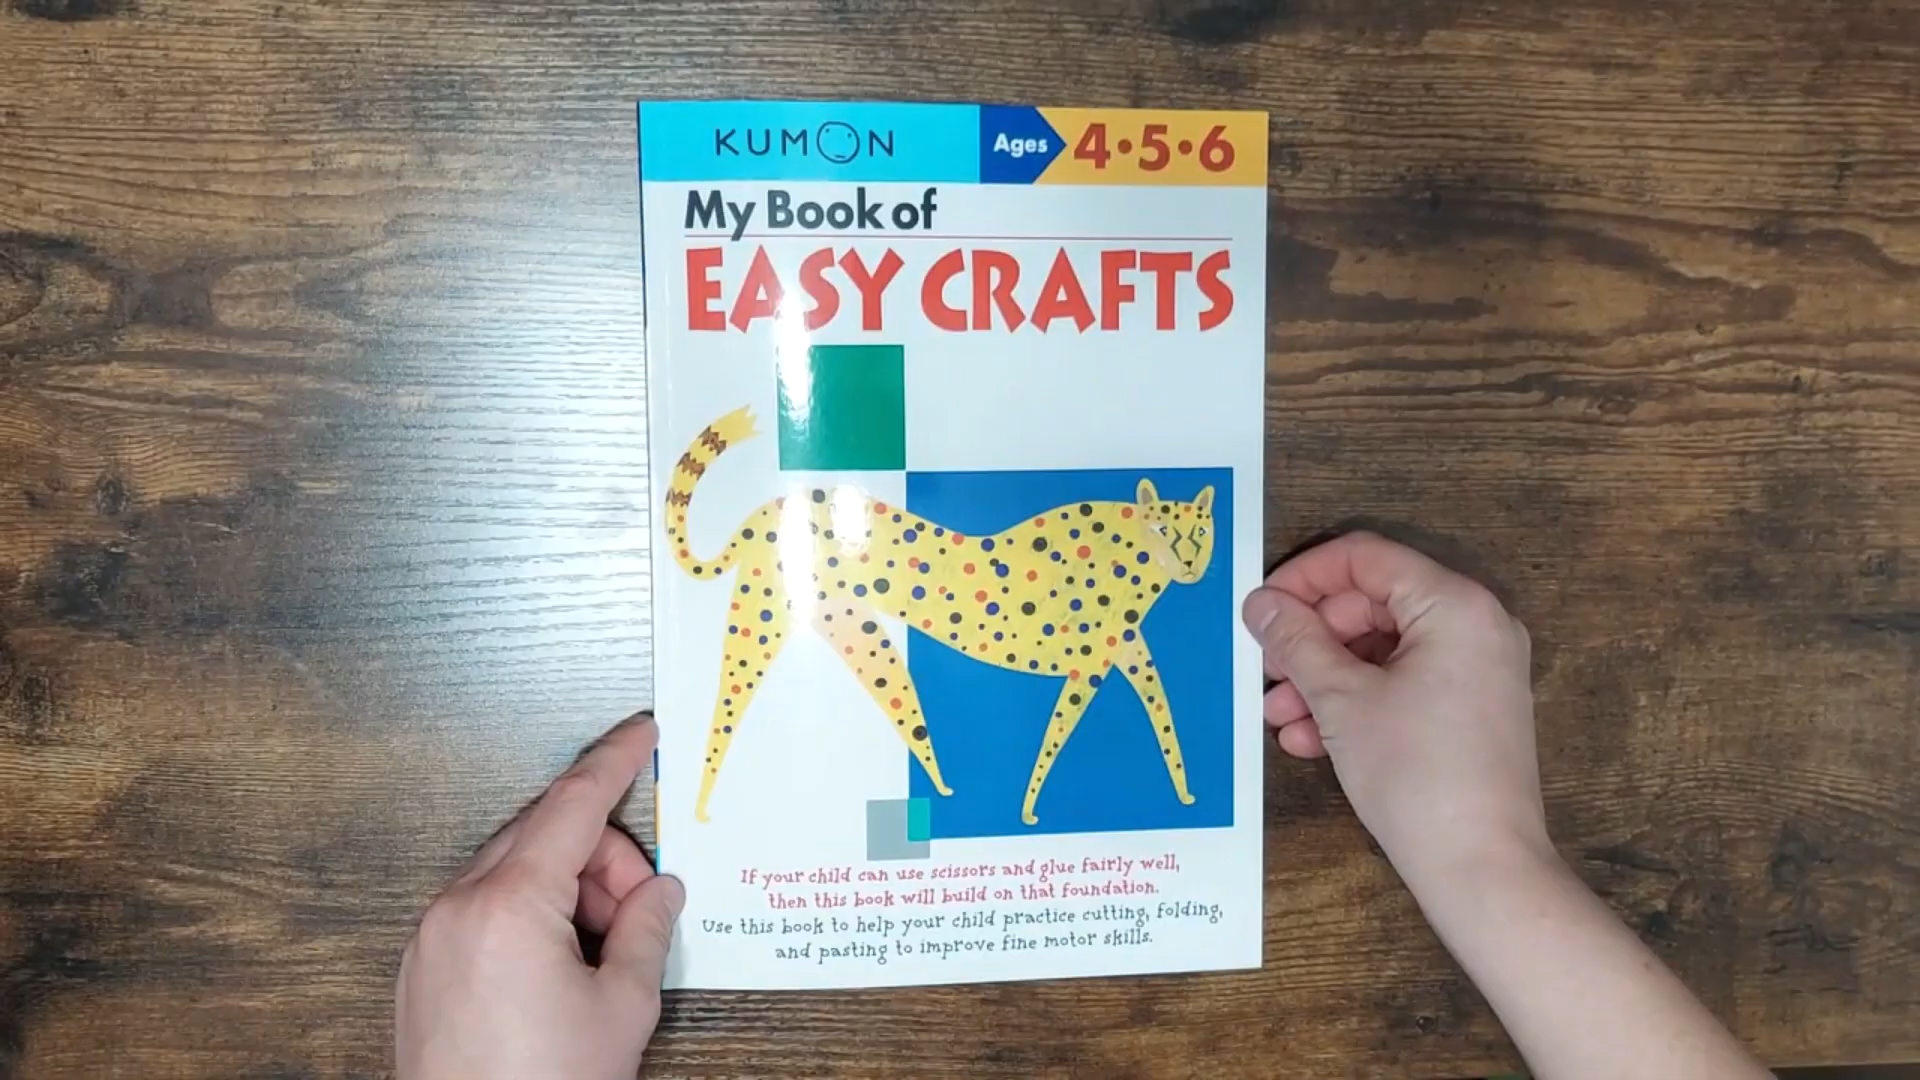 KUMON
Ages 4•5•6
My Book of
EASY CRAFTS
If your child can use scissors and glue fairly well,
then this book will build on that foundation.
Use this book to help your child practice cutting, folding,
and pasting to improve fine motor skills.